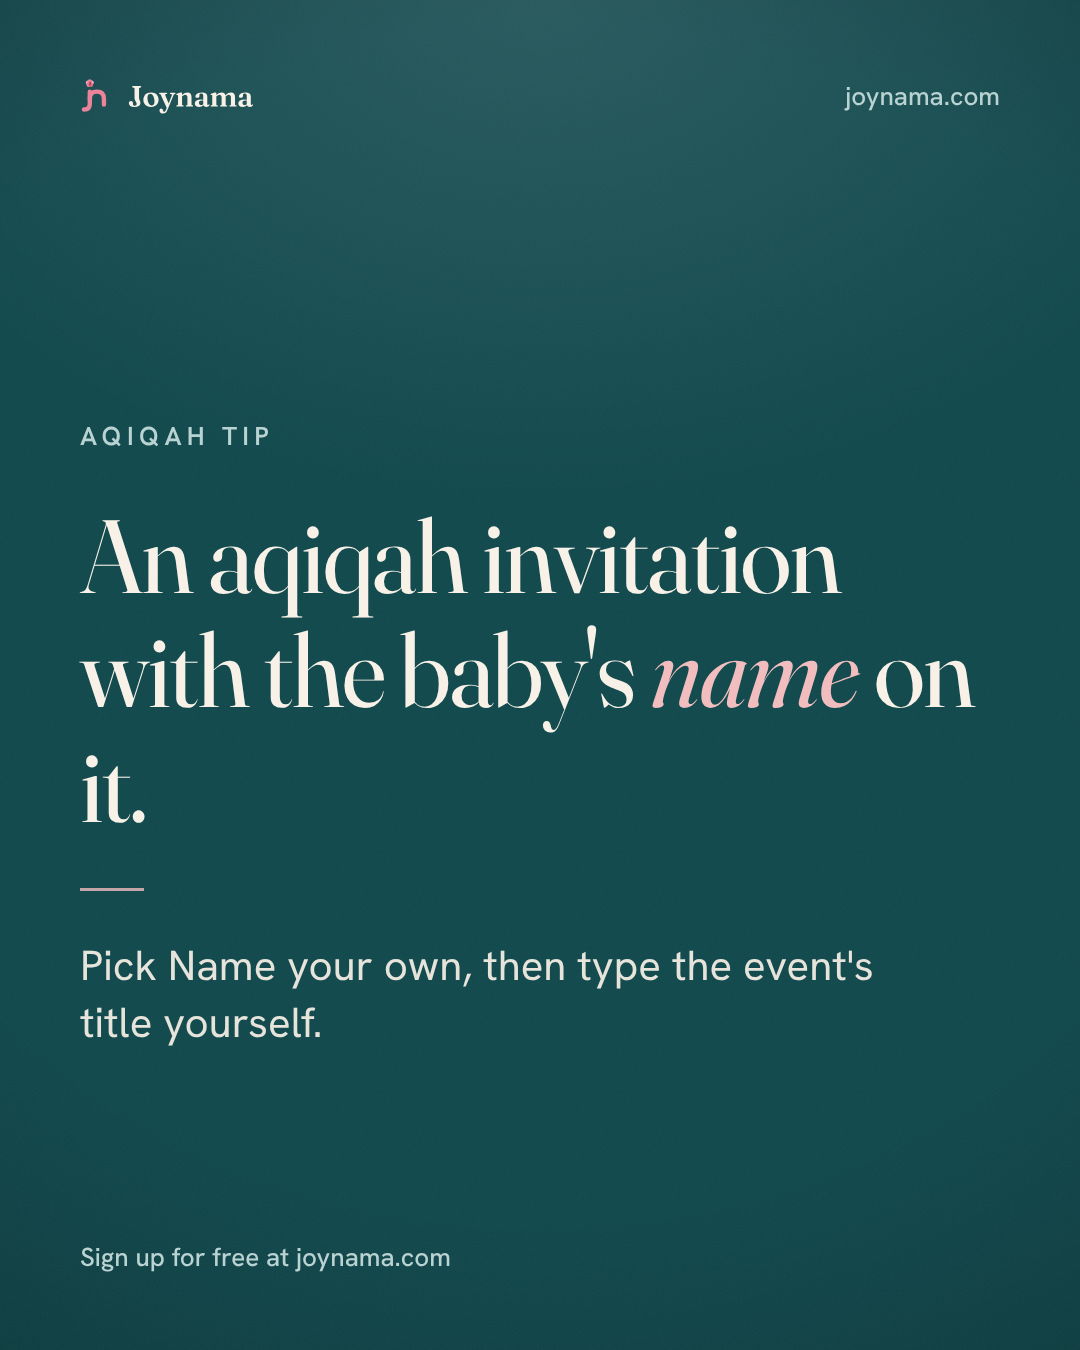 Joynama
joynama.com
AQIQAH TIP
An aqiqah invitation
with the baby's name on
it.
Pick Name your own, then type the event's
title yourself.
Sign up for free at joynama.com